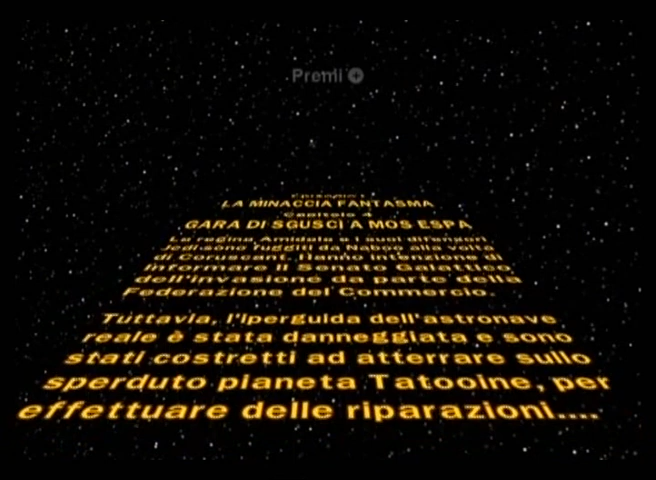 Premi +
Episodio I
LA MINACCIA FANTASMA
Capitolo 4
GARA DI SGUSCI A MOS ESPA
La regina Amidala e i suoi difensori
Jedi sono fuggiti da Naboo alla volta
di Coruscant. Hanno intenzione di
informare il Senato Galattico
dell'invasione da parte della
Federazione del Commercio.
Tuttavia, l'iperguida dell'astronave
reale è stata danneggiata e sono
stati costretti ad atterrare sullo
sperduto pianeta Tatooine, per
effettuare delle riparazioni....